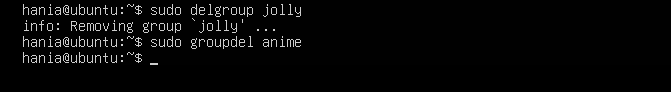 hania@ubuntu:~$ sudo delgroup jolly
info: Removing group `jolly' ...
hania@ubuntu:~$ sudo groupdel anime
hania@ubuntu:~$ _